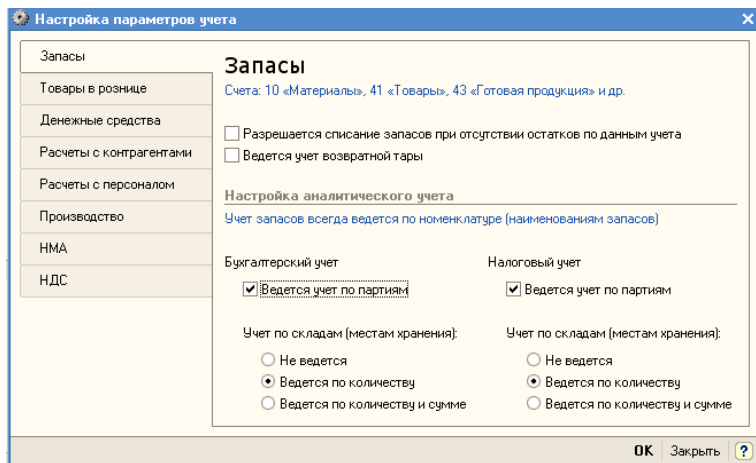 Настройка параметров учета
Запасы
Товары в рознице
Денежные средства
Расчеты с контрагентами
Расчеты с персоналом
Производство
НМА
НДС
Запасы
Счета: 10 «Материалы», 41 «Товары», 43 «Готовая продукция» и др.
Разрешается списание запасов при отсутствии остатков по данным учета
Ведется учет возвратной тары
Настройка аналитического учета
Учет запасов всегда ведется по номенклатуре (наименованиям запасов)
Бухгалтерский учет
Ведется учет по партиям
Учет по складам (местам хранения):
Не ведется
Ведется по количеству
Ведется по количеству и сумме
Налоговый учет
Ведется учет по партиям
Учет по складам (местам хранения):
Не ведется
Ведется по количеству
Ведется по количеству и сумме
OK Закрыть ?